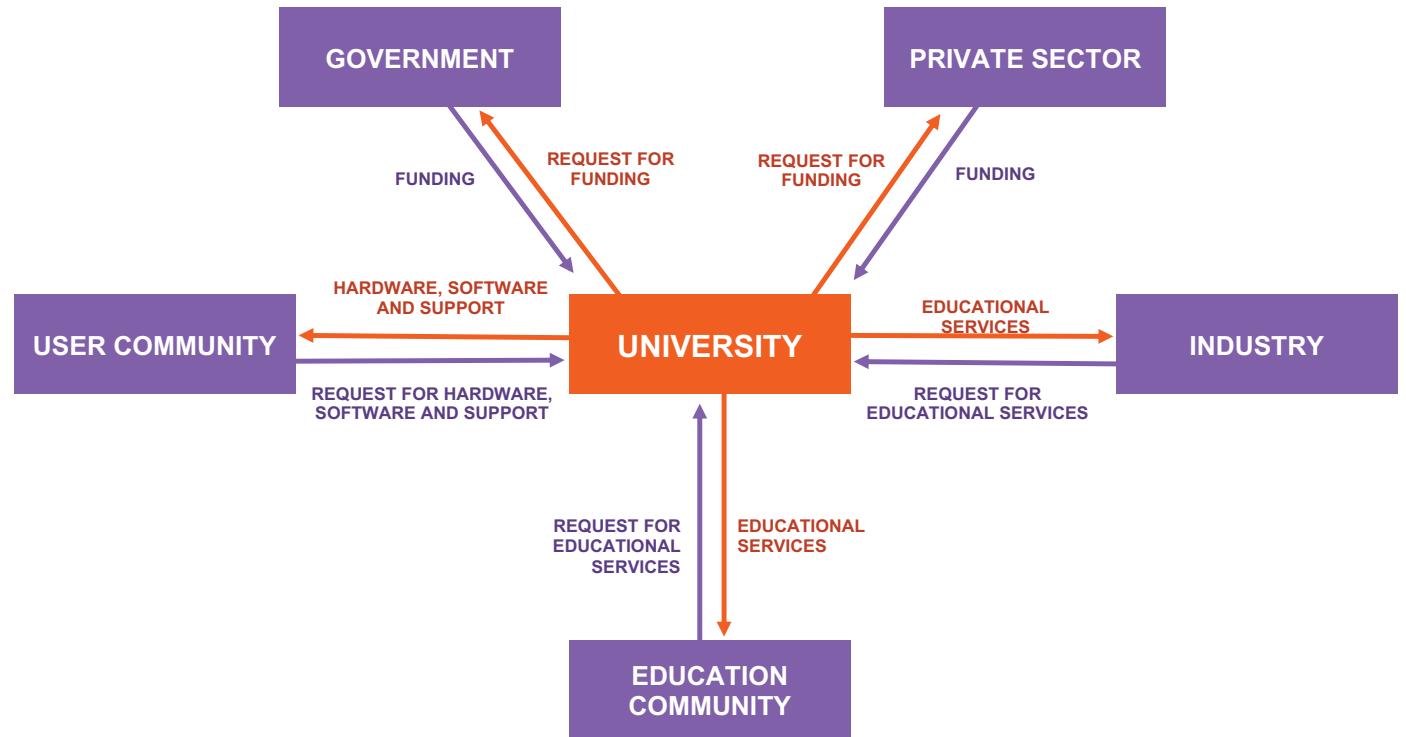 GOVERNMENT
PRIVATE SECTOR
REQUEST FOR
FUNDING
FUNDING
REQUEST FOR
FUNDING
FUNDING
HARDWARE, SOFTWARE
AND SUPPORT
EDUCATIONAL
SERVICES
USER COMMUNITY
UNIVERSITY
INDUSTRY
REQUEST FOR HARDWARE,
SOFTWARE AND SUPPORT
REQUEST FOR
EDUCATIONAL SERVICES
REQUEST FOR
EDUCATIONAL
SERVICES
EDUCATIONAL
SERVICES
EDUCATION
COMMUNITY